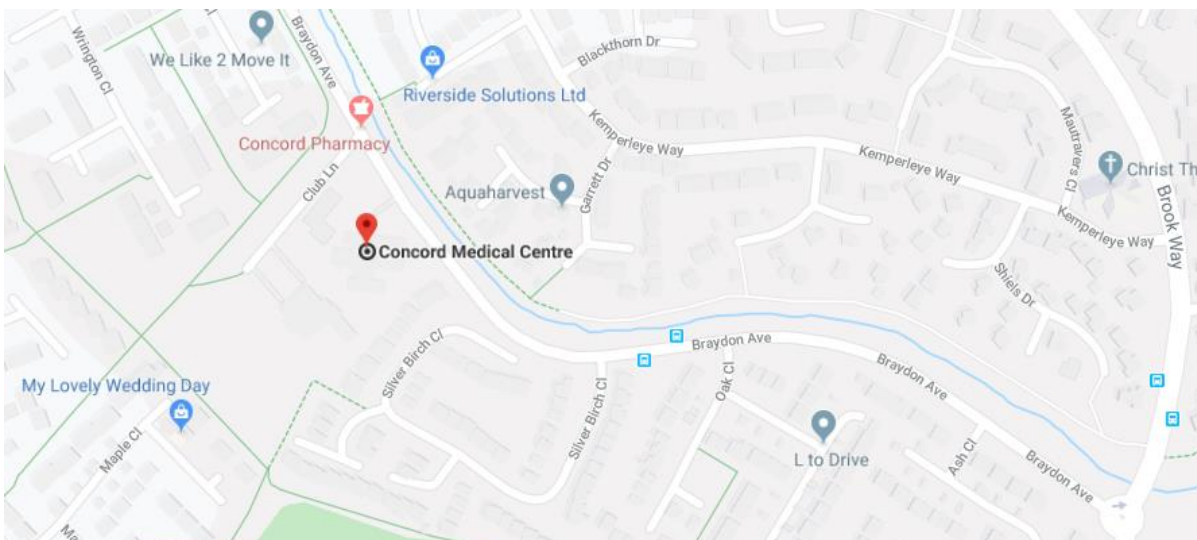 Wrington Cl
We Like 2 Move It
Braydon Ave
Riverside Solutions Ltd
Blackthorn Dr
Concord Pharmacy
Club Ln
Kemperleye Way
Kemperleye Way
Mautravers Cl
Christ Th
Aquaharvest
Garrett Dr
Brook Way
Kemperleye Way
Concord Medical Centre
Shiels Dr
Silver Birch Cl
Braydon Ave
Braydon Ave
My Lovely Wedding Day
Oak Cl
Silver Birch Cl
Maple Cl
L to Drive
Ash Cl
Braydon Ave
Ma